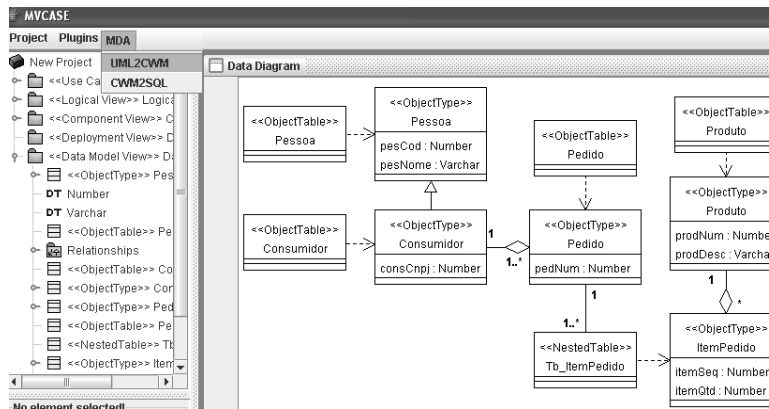 MVCASE
Project Plugins MDA
UML2CWM
CWM2SQL
New Project
<<Use Ca
<<Logical View>> Logica
<<Component View>> C
<<Deployment View>> D
<<Data Model View>> Da
<<ObjectType>> Pes
DT Number
DT Varchar
<<ObjectTable>> Pe
Relationships
<<ObjectTable>> Co
<<ObjectType>> Con
<<ObjectType>> Ped
<<ObjectTable>> Pe
<<NestedTable>> Tb
<<ObjectType>> Item
No element selected!
Data Diagram
<<ObjectTable>>
Pessoa
<<ObjectType>>
Pessoa
pesCod : Number
pesNome : Varchar
<<ObjectTable>>
Pedido
<<ObjectTable>>
Produto
<<ObjectTable>>
Consumidor
<<ObjectType>>
Consumidor
consCnpj : Number
1
1..*
<<ObjectType>>
Pedido
pedNum : Number
<<ObjectType>>
Produto
prodNum : Numbe
prodDesc : Varcha
1
1..*
1
*
<<NestedTable>>
Tb_ItemPedido
<<ObjectType>>
ItemPedido
itemSeq : Number
itemQtd : Number